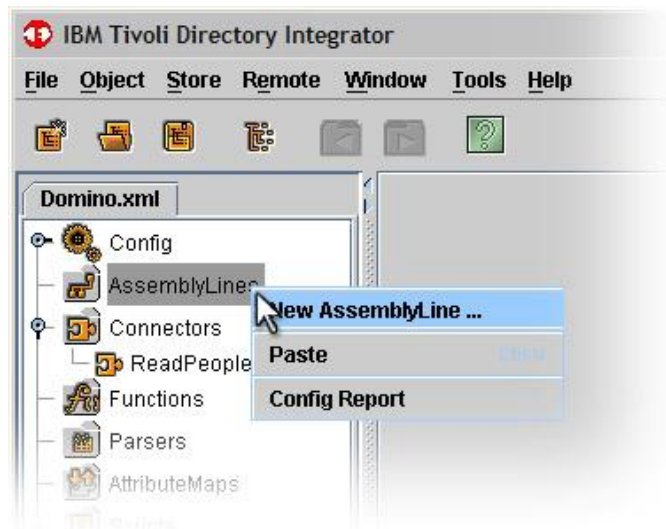 IBM Tivoli Directory Integrator
File Object Store Remote Window Tools Help
Domino.xml
Config
AssemblyLines
New AssemblyLine ...
Connectors
Paste
ReadPeople
Config Report
Functions
Parsers
AttributeMaps
Scripts